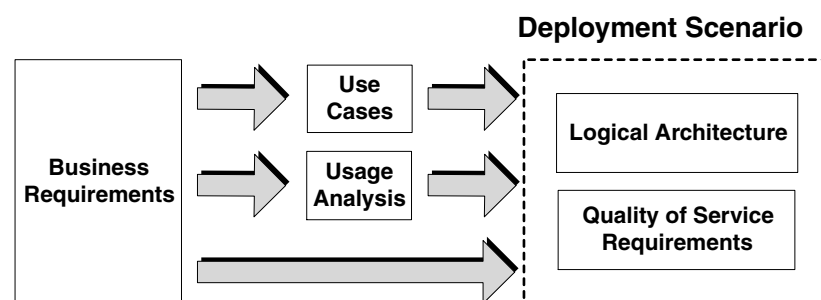 Deployment Scenario
Use
Cases
Logical Architecture
Business
Requirements
Usage
Analysis
Quality of Service
Requirements